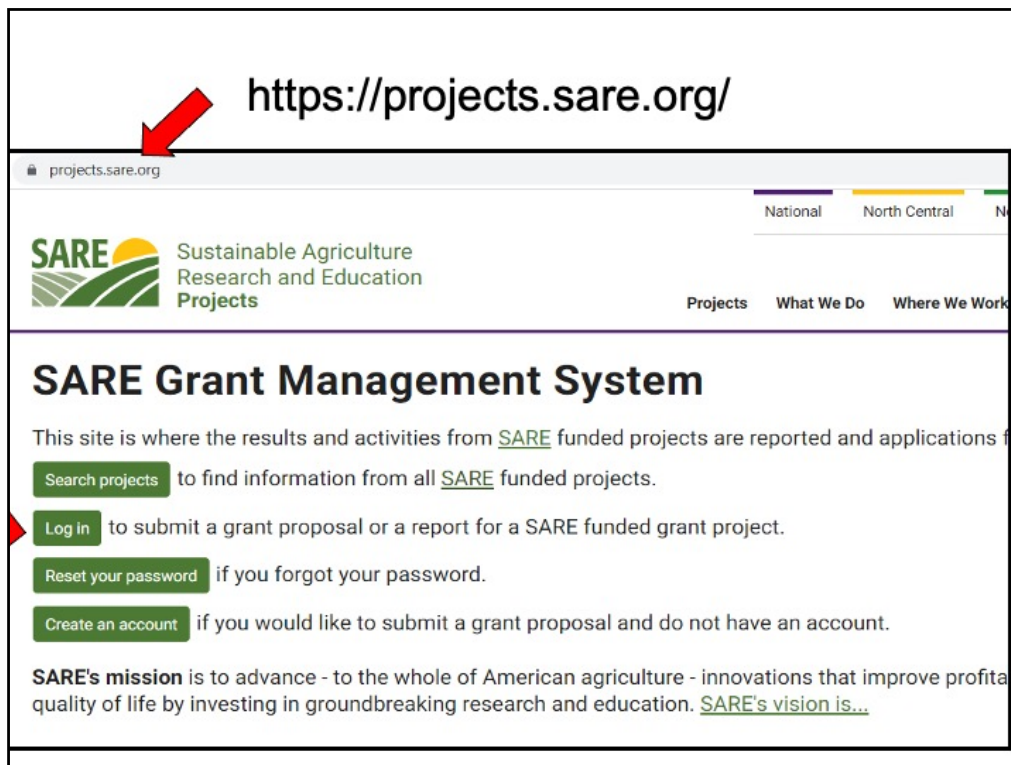 https://projects.sare.org/
projects.sare.org
National North Central
SARE
Sustainable Agriculture
Research and Education
Projects
Projects What We Do Where We Work
SARE Grant Management System
This site is where the results and activities from SARE funded projects are reported and applications
Search projects to find information from all SARE funded projects.
Log in to submit a grant proposal or a report for a SARE funded grant project.
Reset your password if you forgot your password.
Create an account if you would like to submit a grant proposal and do not have an account.
SARE's mission is to advance - to the whole of American agriculture - innovations that improve
quality of life by investing in groundbreaking research and education. SARE's vision is...